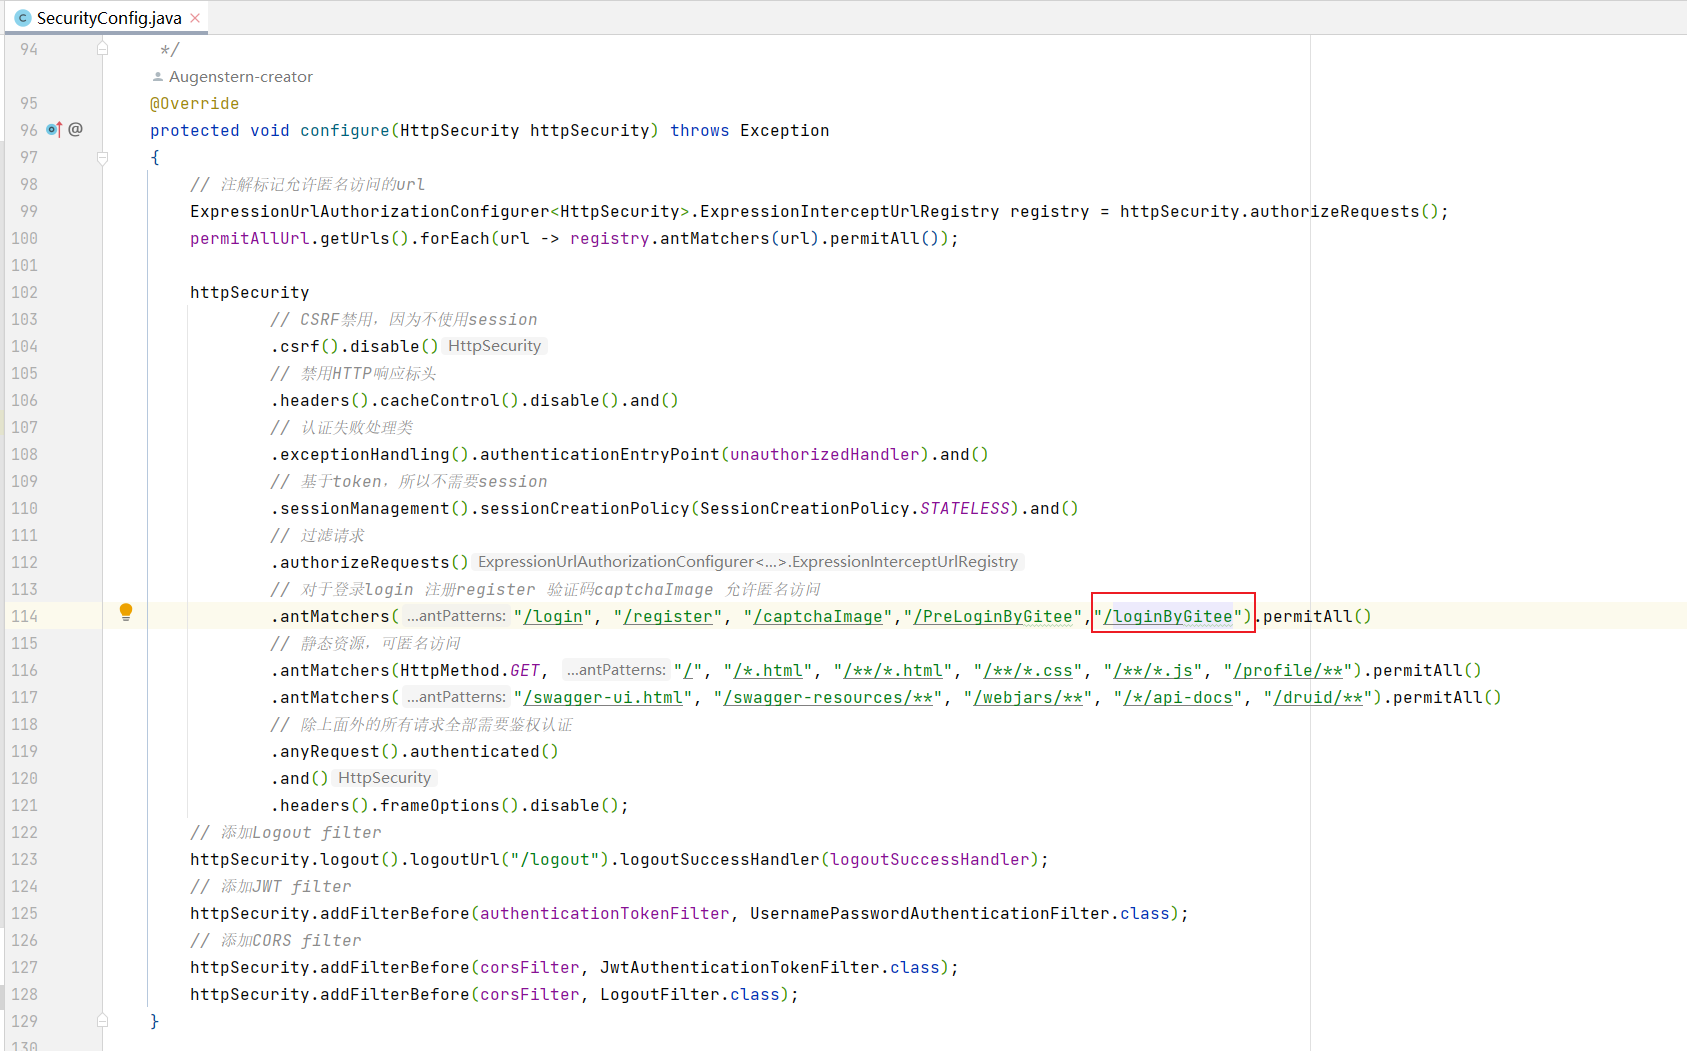 SecurityConfig.java
94 */
Augenstern-creator
95 @Override
96 protected void configure(HttpSecurity httpSecurity) throws Exception
97 {
98 // 注解标记允许匿名访问的url
99 ExpressionUrlAuthorizationConfigurer<HttpSecurity>.ExpressionInterceptUrlRegistry registry = httpSecurity.authorizeRequests();
100 permitAllUrl.getUrls().forEach(url -> registry.antMatchers(url).permitAll());
101
102 httpSecurity
103 // CSRF禁用，因为不使用session
104 .csrf().disable() HttpSecurity
105 // 禁用HTTP响应标头
106 .headers().cacheControl().disable().and()
107 // 认证失败处理类
108 .exceptionHandling().authenticationEntryPoint(unauthorizedHandler).and()
109 // 基于token，所以不需要session
110 .sessionManagement().sessionCreationPolicy(SessionCreationPolicy.STATELESS).and()
111 // 过滤请求
112 .authorizeRequests() ExpressionUrlAuthorizationConfigurer<...>.ExpressionInterceptUrlRegistry
113 // 对于登录login 注册register 验证码captchaImage 允许匿名访问
114 .antMatchers( ...antPatterns: "/login", "/register", "/captchaImage","/PreLoginByGitee","/loginByGitee").permitAll()
115 // 静态资源，可匿名访问
116 .antMatchers(HttpMethod.GET, ...antPatterns: "/", "/*.html", "/**/*.html", "/**/*.css", "/**/*.js", "/profile/**").permitAll()
117 .antMatchers( ...antPatterns: "/swagger-ui.html", "/swagger-resources/**", "/webjars/**", "/*/api-docs", "/druid/**").permitAll()
118 // 除上面外的所有请求全部需要鉴权认证
119 .anyRequest().authenticated()
120 .and() HttpSecurity
121 .headers().frameOptions().disable();
122 // 添加Logout filter
123 httpSecurity.logout().logoutUrl("/logout").logoutSuccessHandler(logoutSuccessHandler);
124 // 添加JWT filter
125 httpSecurity.addFilterBefore(authenticationTokenFilter, UsernamePasswordAuthenticationFilter.class);
126 // 添加CORS filter
127 httpSecurity.addFilterBefore(corsFilter, JwtAuthenticationTokenFilter.class);
128 httpSecurity.addFilterBefore(corsFilter, LogoutFilter.class);
129 }
130